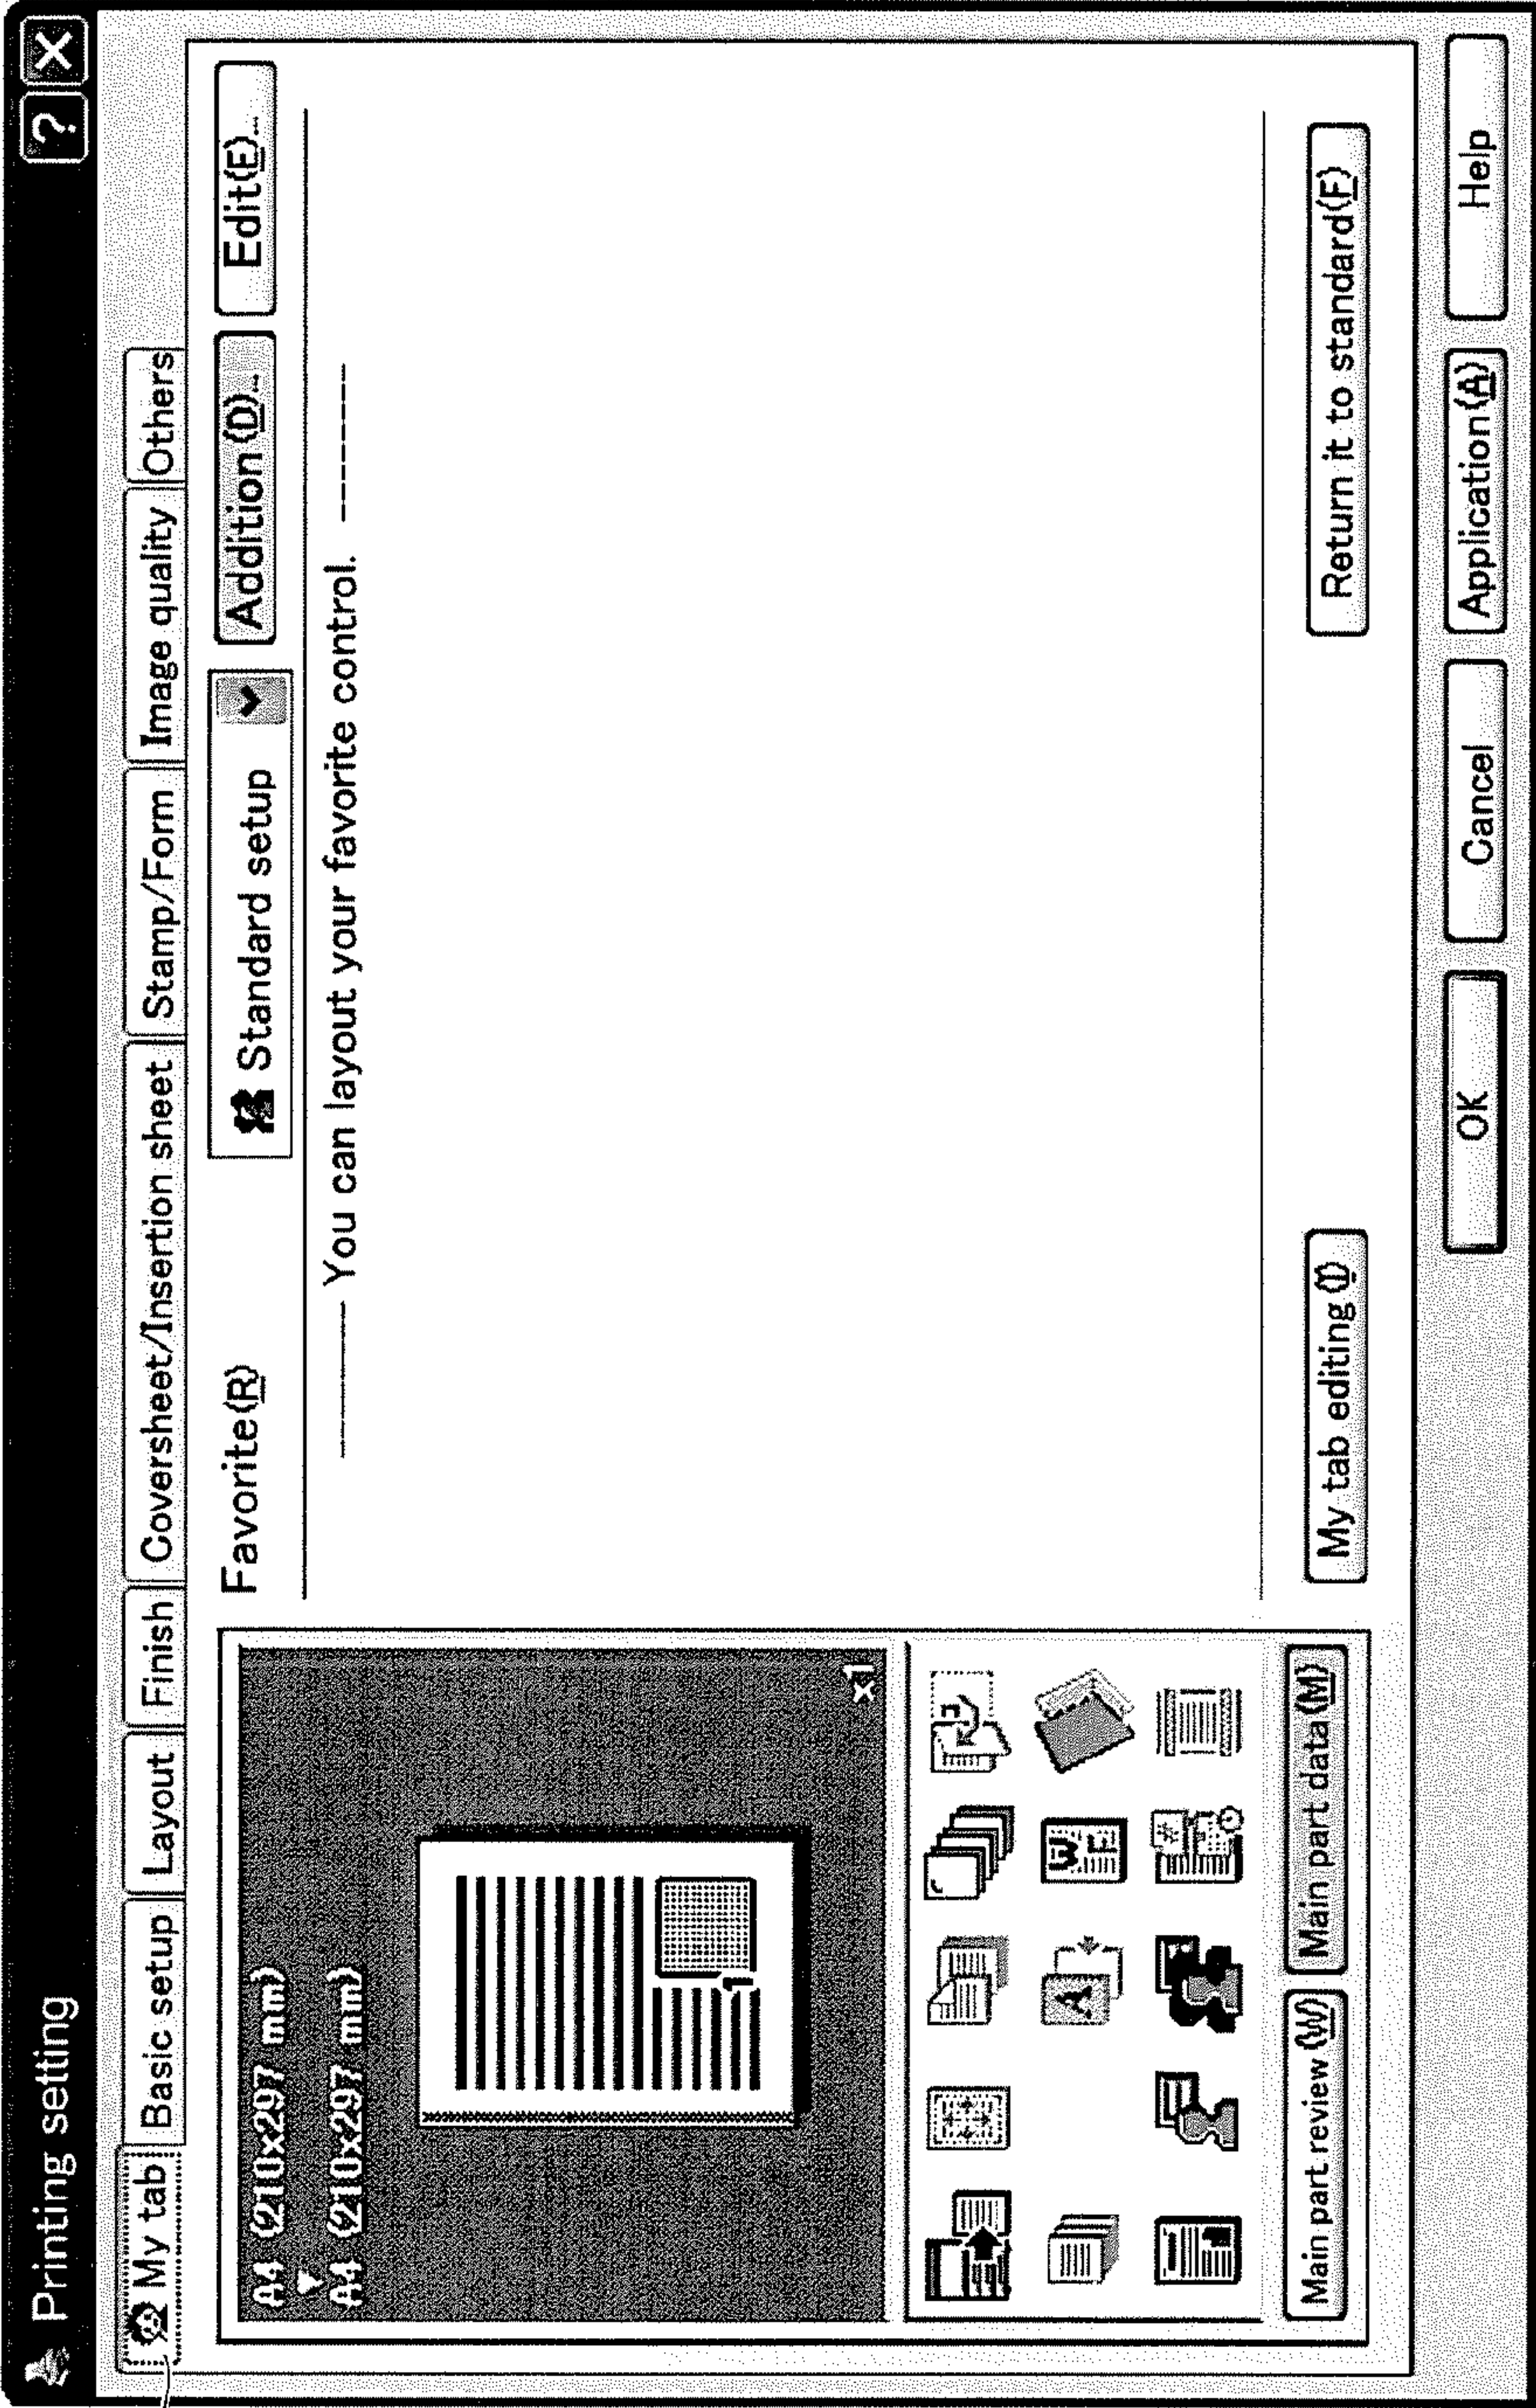 Printing setting ? X
My tab Basic setup Layout Finish Coversheet/Insertion sheet Stamp/Form Image quality Others
Favorite(R) Standard setup Addition (D)... Edit(E)...
A4 (210x297 mm)
A4 (210x297 mm)
You can layout your favorite control.
1
x1
A
W
F
#
Main part review (W) Main part data (M)
My tab editing (Y) Return it to standard(F)
OK Cancel Application(A) Help